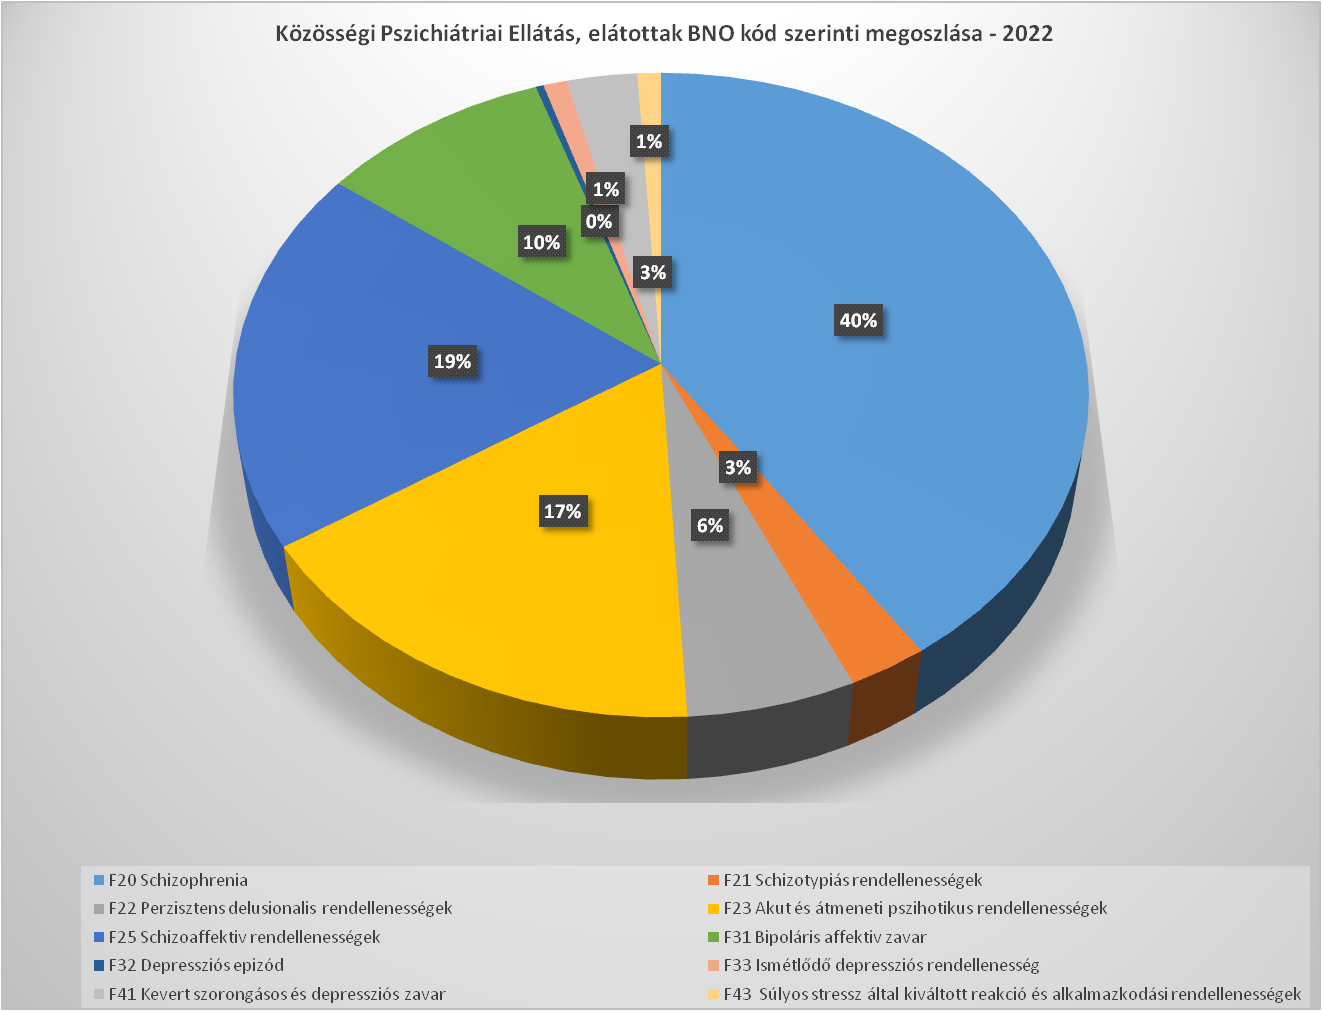 Közösségi Pszichiátriai Ellátás, elátottak BNO kód szerinti megoszlása - 2022
1%
1%
0%
10%
3%
40%
19%
3%
17%
6%
F20 Schizophrenia
F21 Schizotypiás rendellenességek
F22 Perzisztens delusionalis rendellenességek
F23 Akut és átmeneti pszihotikus rendellenességek
F25 Schizoaffektiv rendellenességek
F31 Bipoláris affektiv zavar
F32 Depressziós epizód
F33 Ismétlődő depressziós rendellenesség
F41 Kevert szorongásos és depressziós zavar
F43 Súlyos stressz által kiváltott reakció és alkalmazkodási rendellenességek